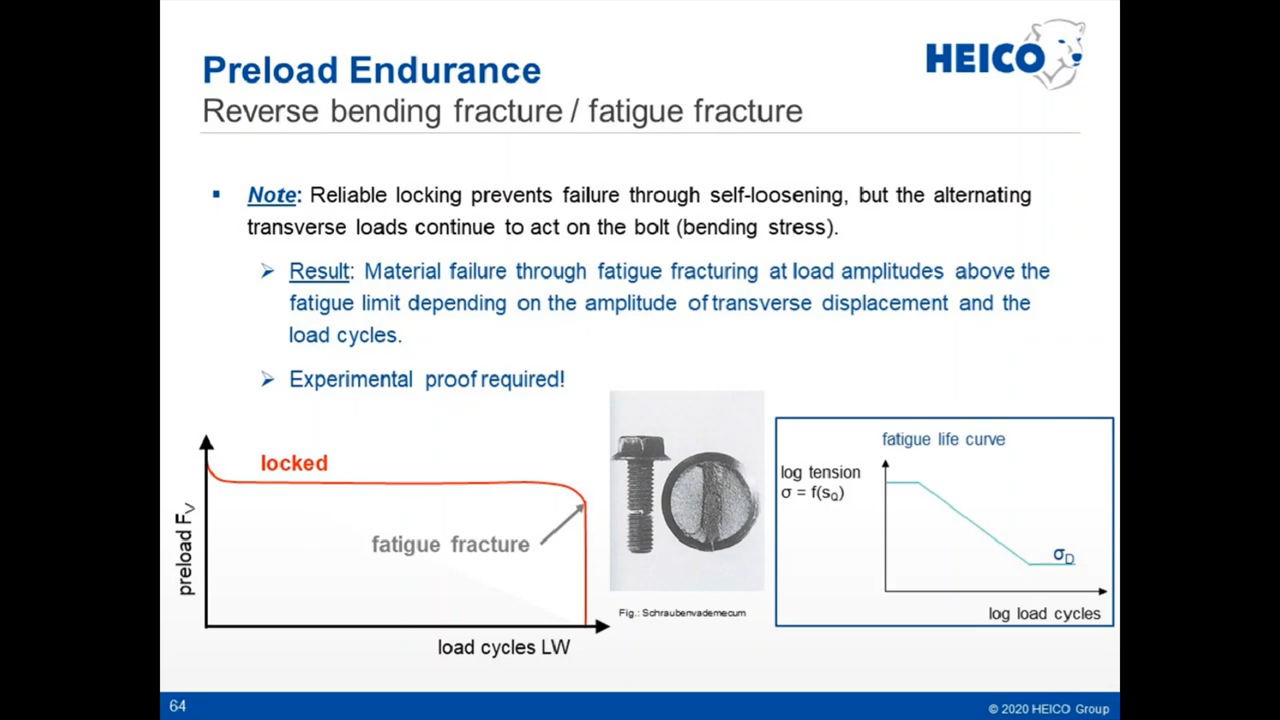 HEICO
Preload Endurance
Reverse bending fracture / fatigue fracture
Note: Reliable locking prevents failure through self-loosening, but the alternating
transverse loads continue to act on the bolt (bending stress).
Result: Material failure through fatigue fracturing at load amplitudes above the
fatigue limit depending on the amplitude of transverse displacement and the
load cycles.
Experimental proof required!
locked
fatigue fracture
preload FV
load cycles LW
Fig.: Schraubenvademecum
fatigue life curve
log tension
σ = f(sQ)
σD
log load cycles
64
© 2020 HEICO Group